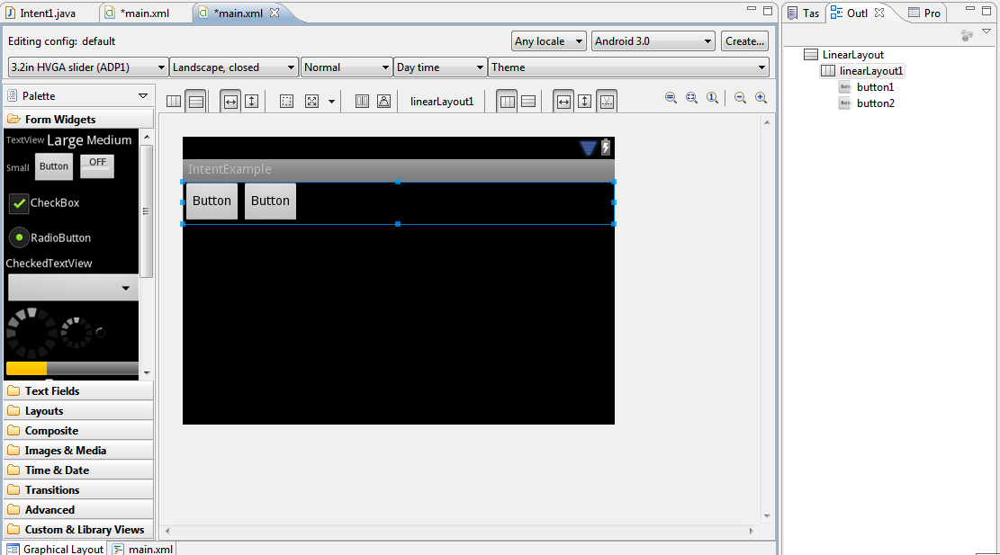 Intent1.java *main.xml *main.xml Tas Outl Pro
Editing config: default Any locale Android 3.0 Create...
3.2in HVGA slider (ADP1) Landscape, closed Normal Day time Theme
LinearLayout
linearLayout1
button1
button2
Palette linearLayout1
Form Widgets
TextView Large Medium
Small Button OFF
CheckBox
RadioButton
CheckedTextView
IntentExample
Button Button
Text Fields
Layouts
Composite
Images & Media
Time & Date
Transitions
Advanced
Custom & Library Views
Graphical Layout main.xml